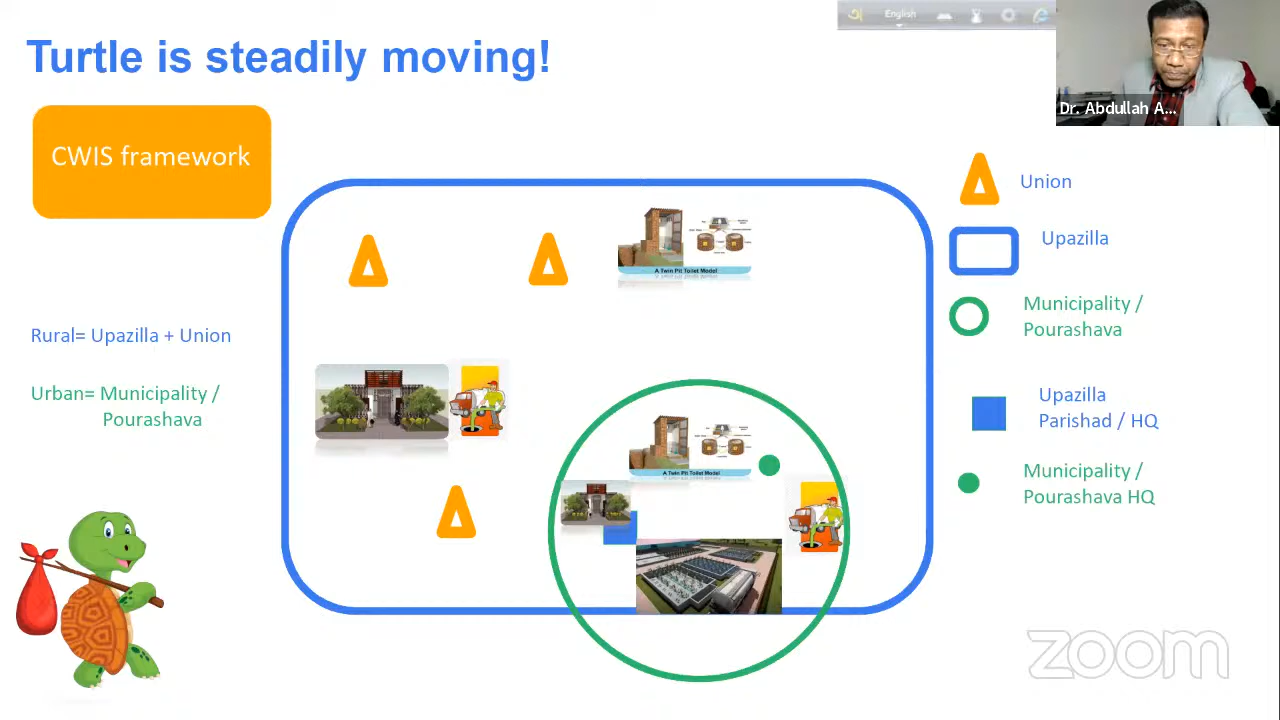 English
Turtle is steadily moving!
Dr. Abdullah A...
CWIS framework
Union
Upazilla
Municipality /
Pourashava
Rural= Upazilla + Union
Urban= Municipality /
Pourashava
Upazilla
Parishad / HQ
Municipality /
Pourashava HQ
A Twin Pit Toilet Model
A Twin Pit Toilet Model
zoom